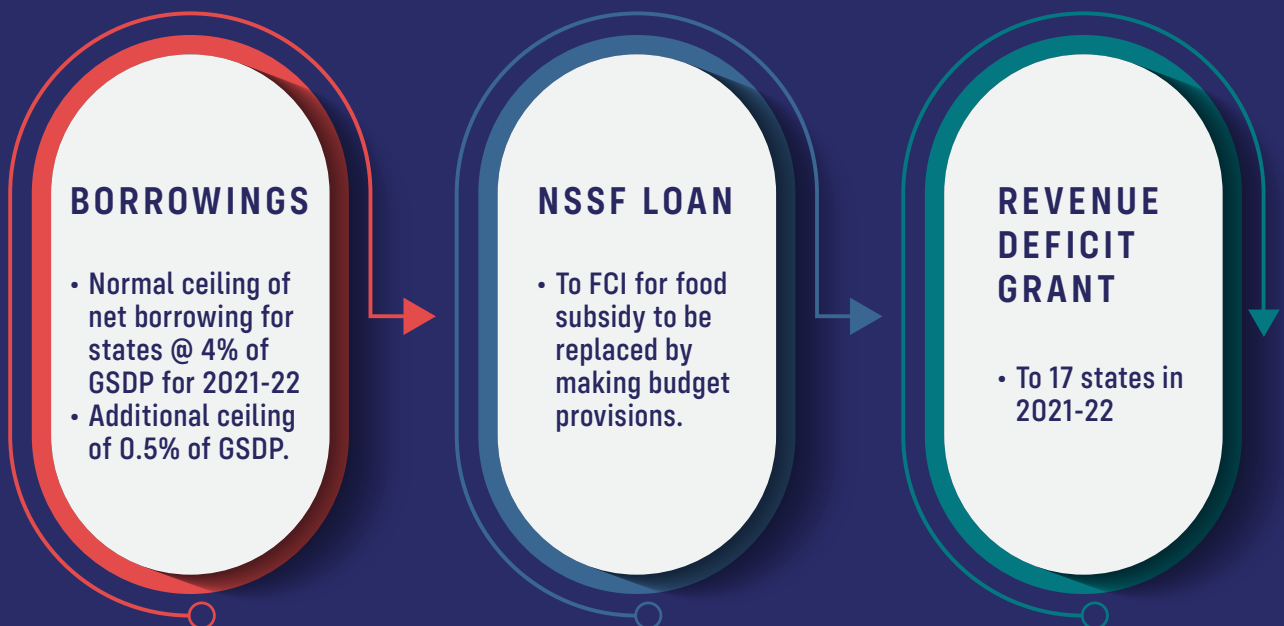 BORROWINGS
• Normal ceiling of
net borrowing for
states @ 4% of
GSDP for 2021-22
• Additional ceiling
of 0.5% of GSDP.
NSSF LOAN
• To FCI for food
subsidy to be
replaced by
making budget
provisions.
REVENUE
DEFICIT
GRANT
• To 17 states in
2021-22